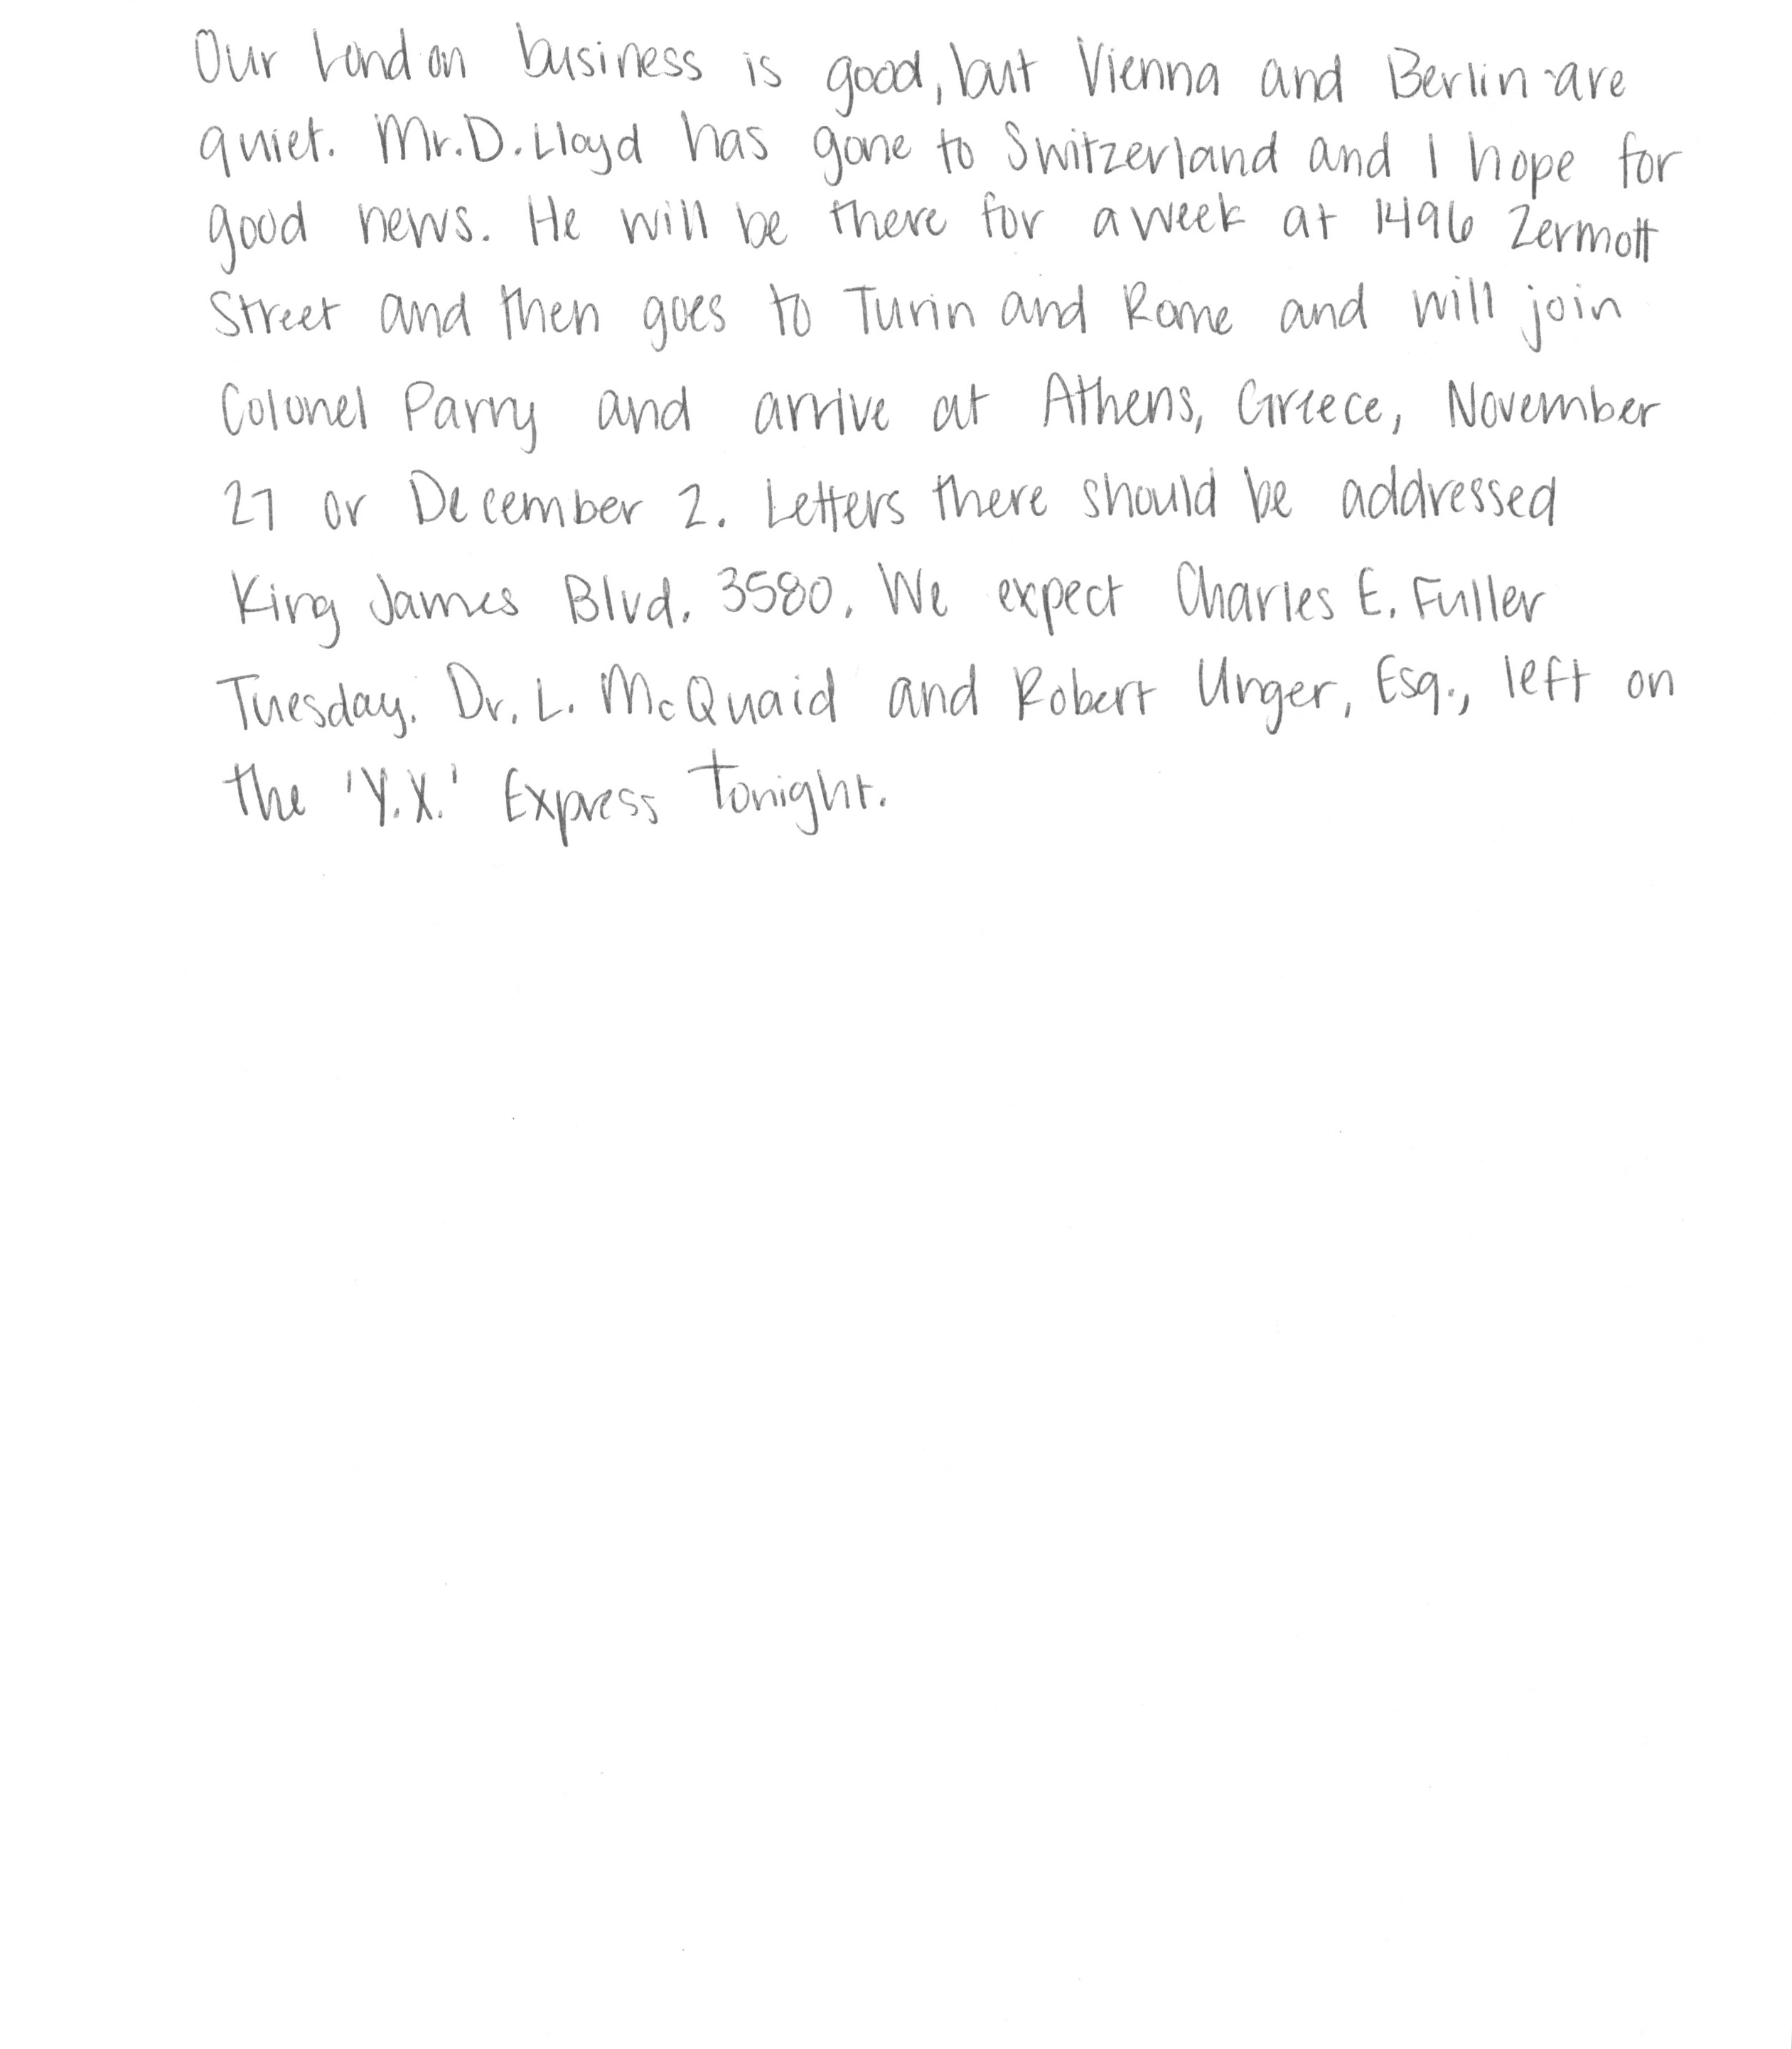 Our London business is good, but Vienna and Berlin are
quiet. Mr. D. Lloyd has gone to Switzerland and I hope for
good news. He will be there for a week at 1496 Zermott
Street and then goes to Turin and Rome and will join
Colonel Parry and arrive at Athens, Greece, November
27 or December 2. Letters there should be addressed
King James Blvd. 3580. We expect Charles E. Fuller
Tuesday. Dr. L. McQuaid and Robert Unger, Esq., left on
the 'Y.X.' Express tonight.